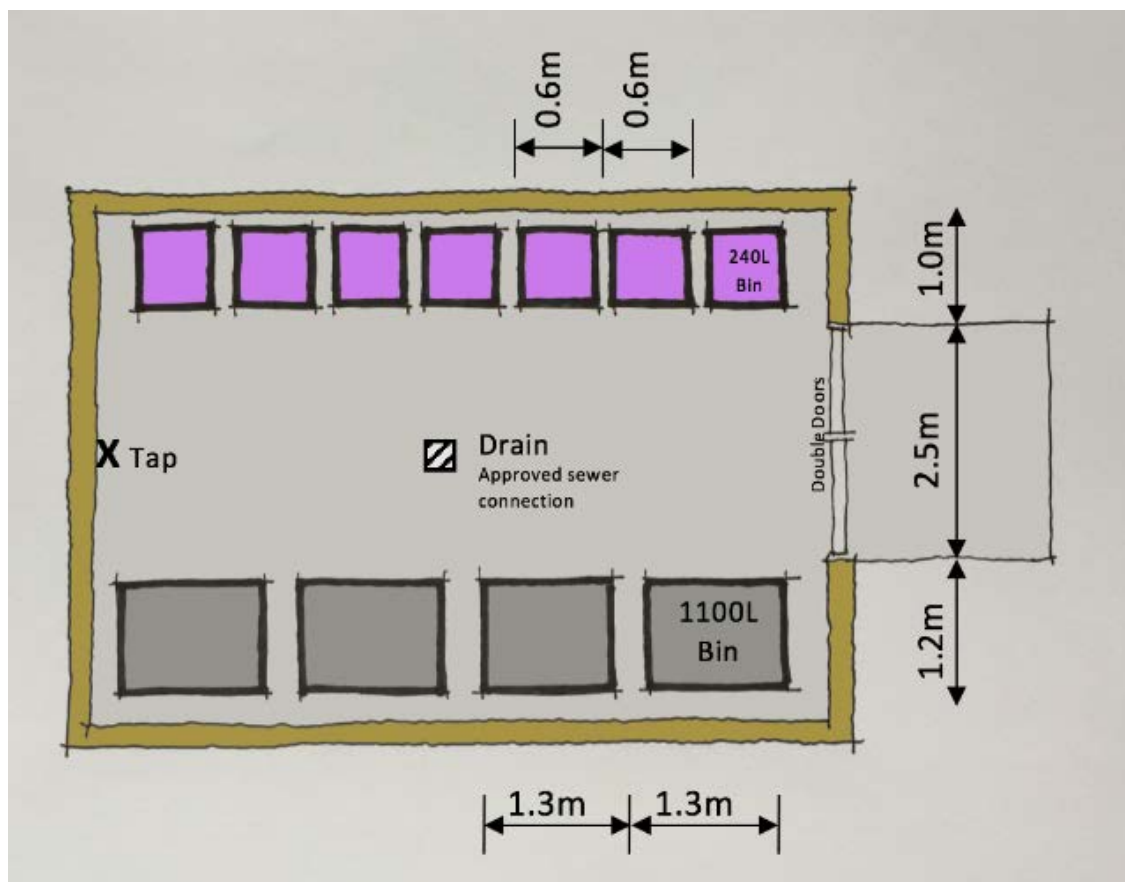 0.6m
0.6m
240L
Bin
1.0m
Double Doors
2.5m
X Tap
Drain
Approved sewer
connection
1100L
Bin
1.2m
1.3m
1.3m